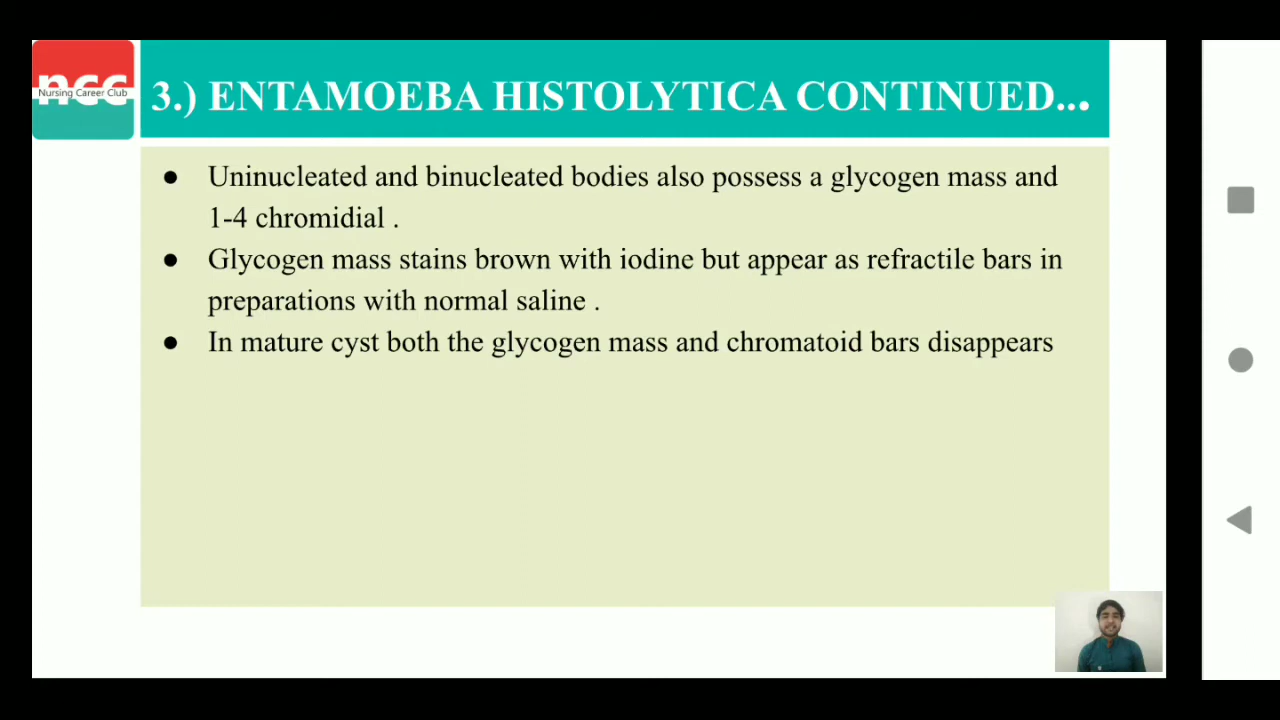 ncc
Nursing Career Club
3.) ENTAMOEBA HISTOLYTICA CONTINUED...
● Uninucleated and binucleated bodies also possess a glycogen mass and
1-4 chromidial .
● Glycogen mass stains brown with iodine but appear as refractile bars in
preparations with normal saline .
● In mature cyst both the glycogen mass and chromatoid bars disappears